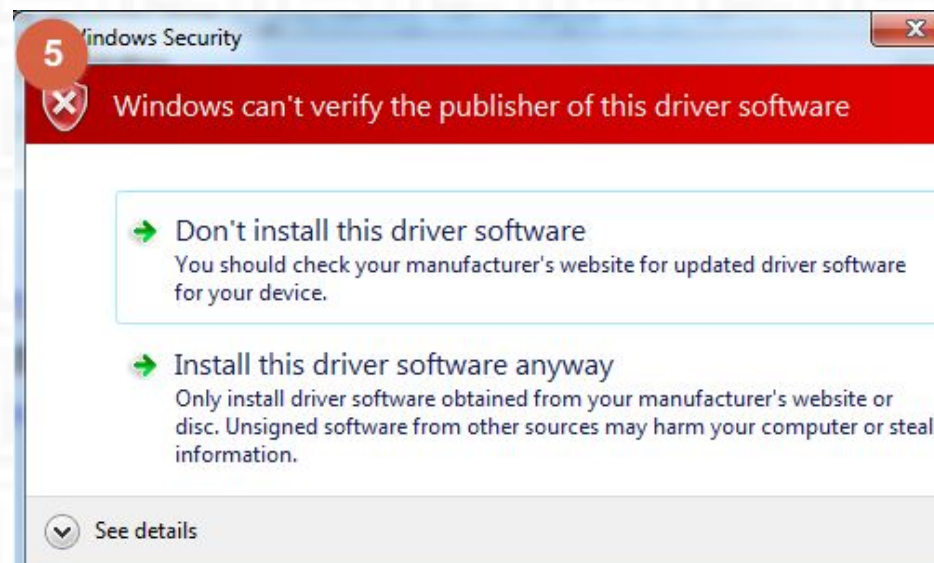 5
indows Security
Windows can't verify the publisher of this driver software
Don't install this driver software
You should check your manufacturer's website for updated driver software
for your device.
Install this driver software anyway
Only install driver software obtained from your manufacturer's website or
disc. Unsigned software from other sources may harm your computer or steal
information.
See details